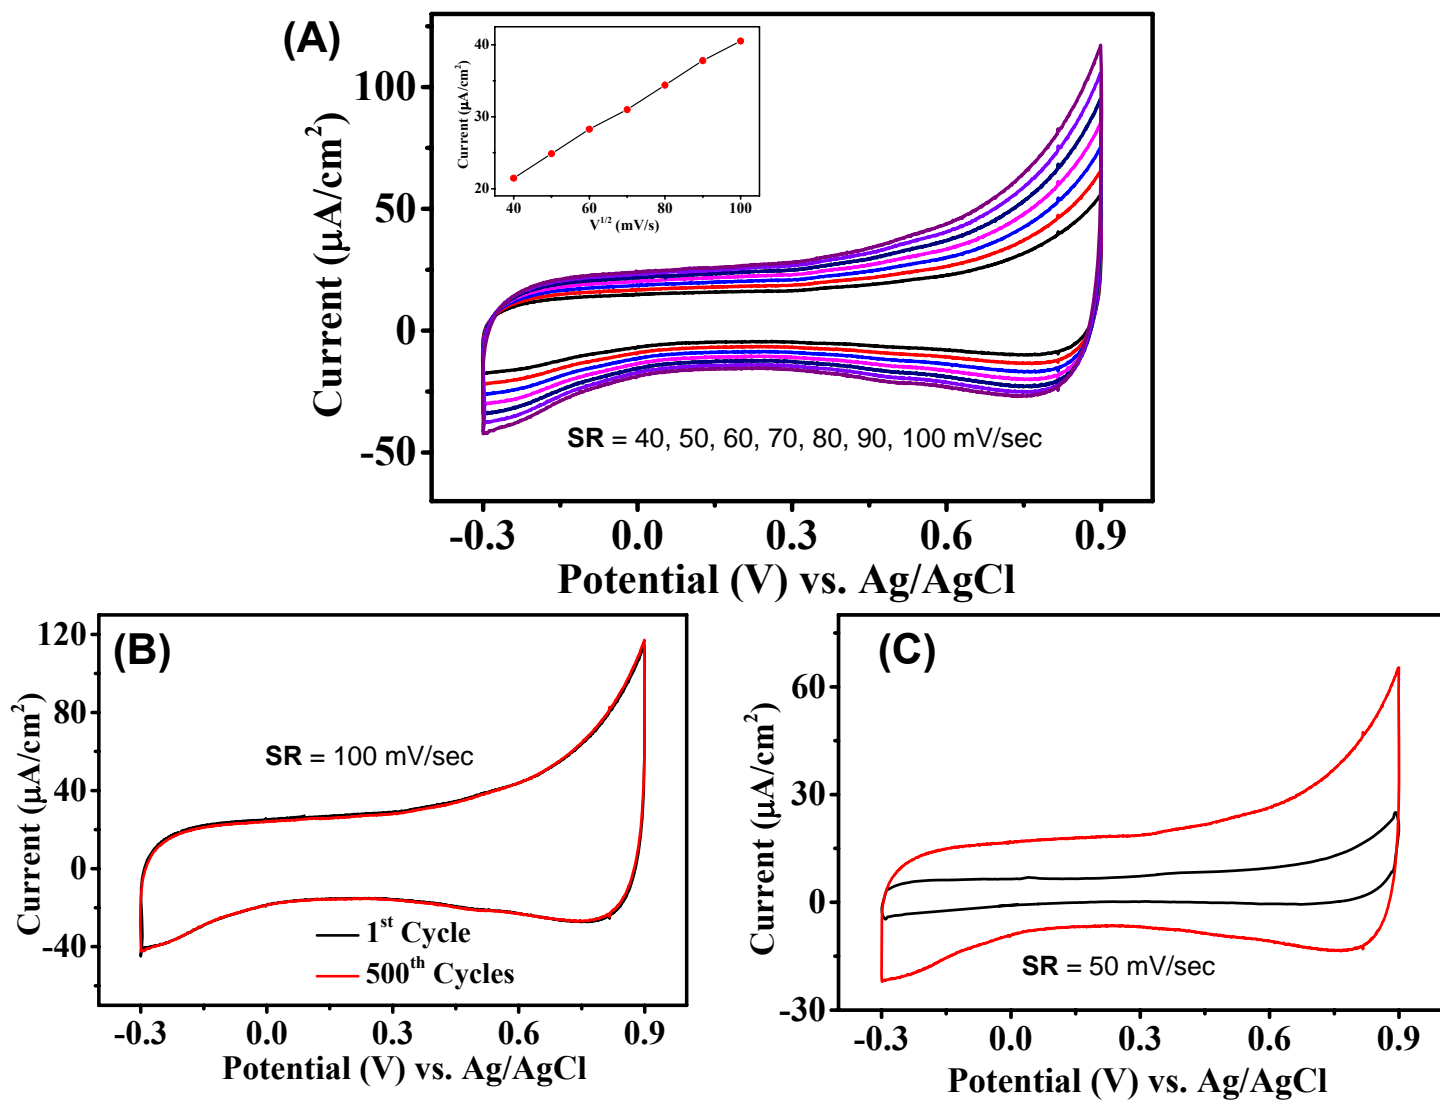 (A)
Current (µA/cm²)
100
50
0
-50
-0.3 0.0 0.3 0.6 0.9
Potential (V) vs. Ag/AgCl
SR = 40, 50, 60, 70, 80, 90, 100 mV/sec
Current (µA/cm²)
40
30
20
40 60 80 100
V^1/2 (mV/s)
(B)
Current (µA/cm²)
120
80
40
0
-40
-0.3 0.0 0.3 0.6 0.9
Potential (V) vs. Ag/AgCl
SR = 100 mV/sec
1^st Cycle
500^th Cycles
(C)
Current (µA/cm²)
60
30
0
-30
-0.3 0.0 0.3 0.6 0.9
Potential (V) vs. Ag/AgCl
SR = 50 mV/sec